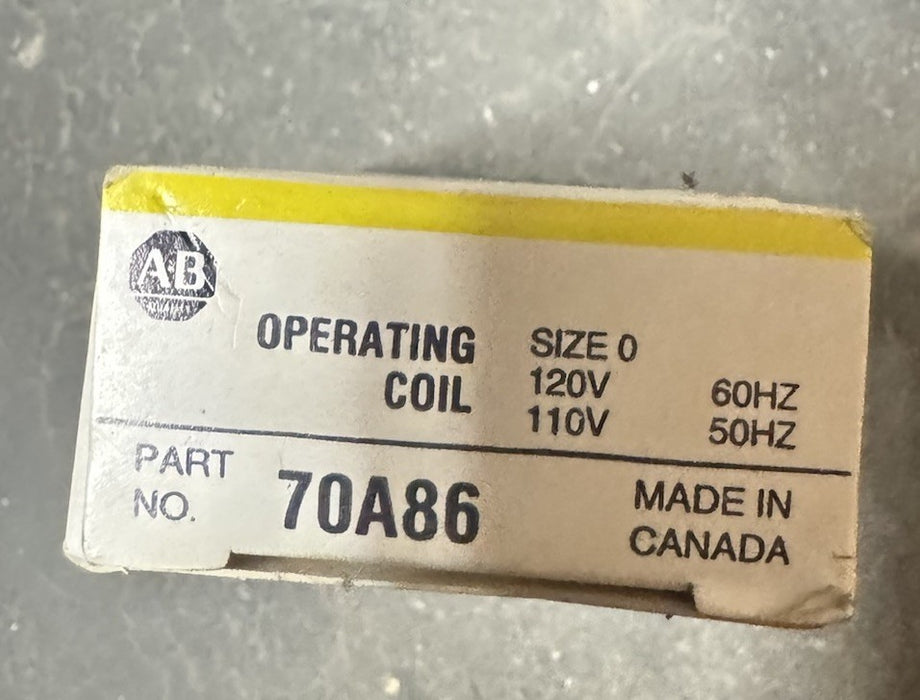 AB
OPERATING
COIL
SIZE 0
120V 60HZ
110V 50HZ
PART
NO.
70A86
MADE IN
CANADA